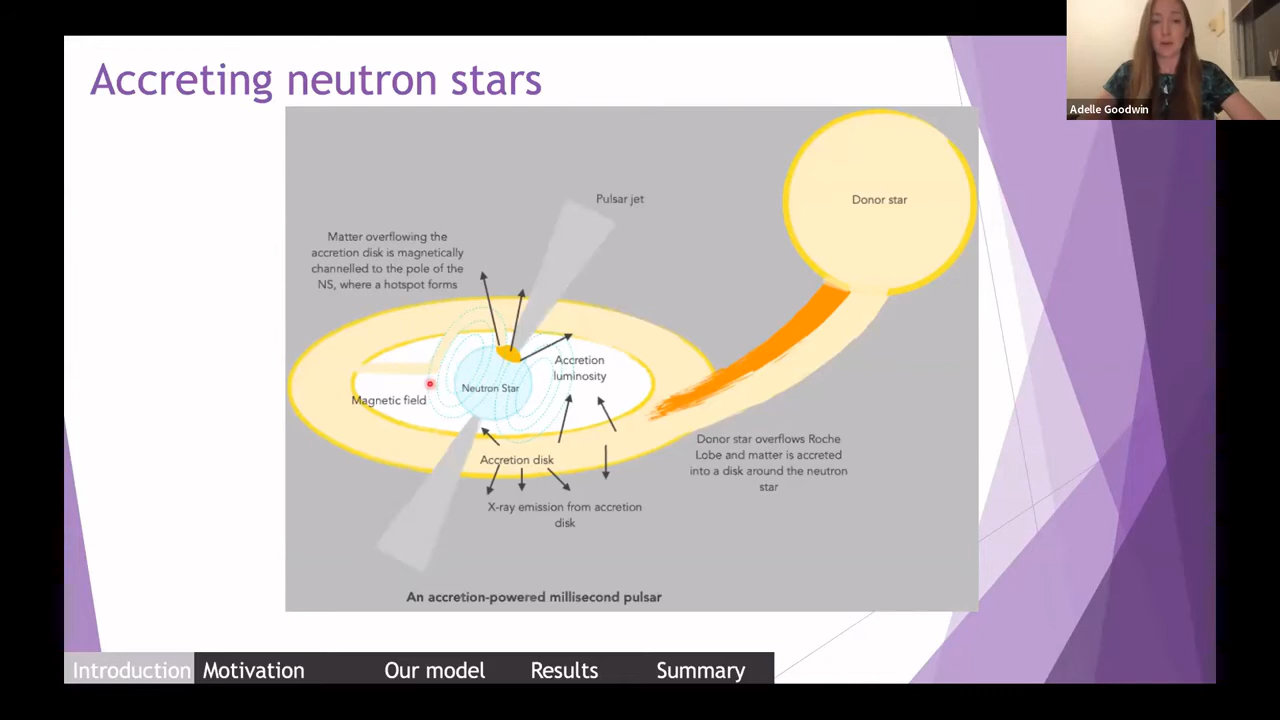 Accreting neutron stars
Adelle Goodwin
Pulsar jet
Donor star
Matter overflowing the
accretion disk is magnetically
channelled to the pole of the
NS, where a hotspot forms
Accretion
luminosity
Neutron Star
Magnetic field
Accretion disk
Donor star overflows Roche
Lobe and matter is accreted
into a disk around the neutron
star
X-ray emission from accretion
disk
An accretion-powered millisecond pulsar
Introduction Motivation Our model Results Summary